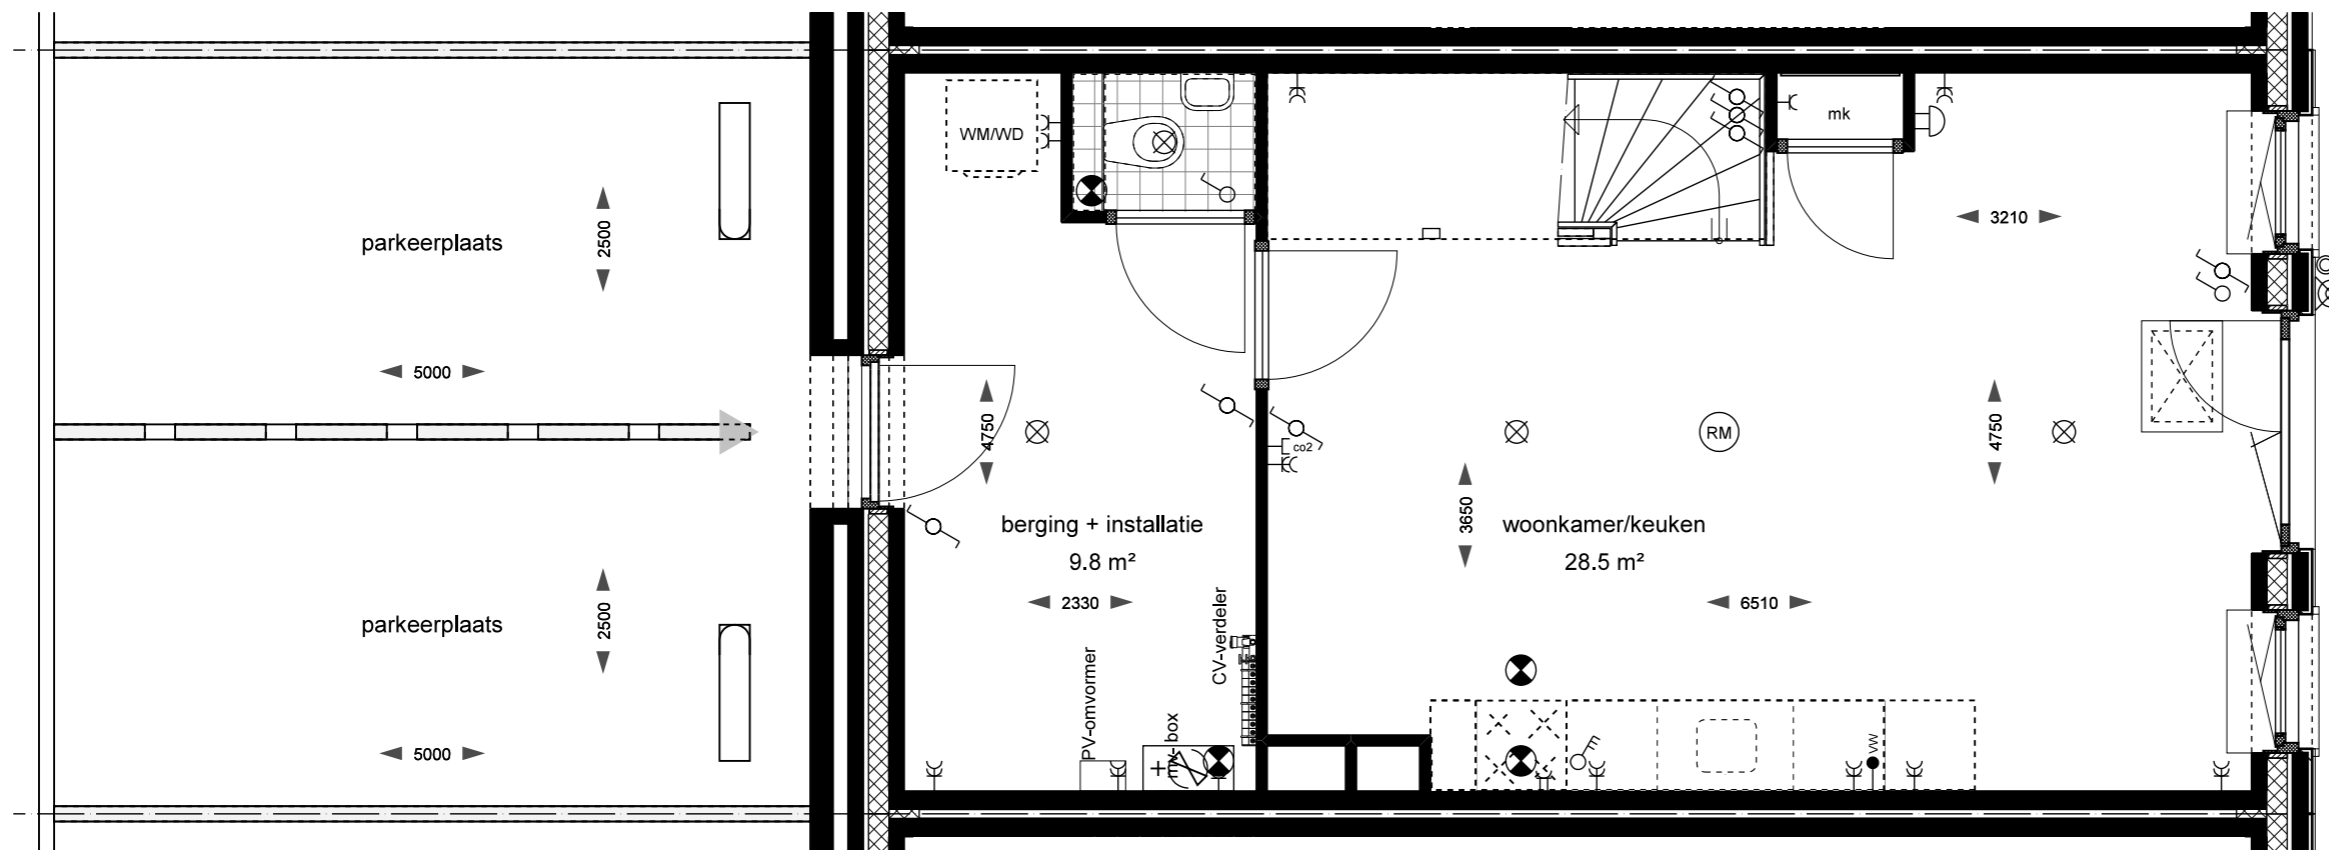 WM/WD
mk
parkeerplaats
2500
3210
5000
4750
RM
4750
co2
3650
berging + installatie
9.8 m²
woonkamer/keuken
28.5 m²
2330
6510
parkeerplaats
2500
CV-verdeler
PV-omvormer
mv-box
vw
5000